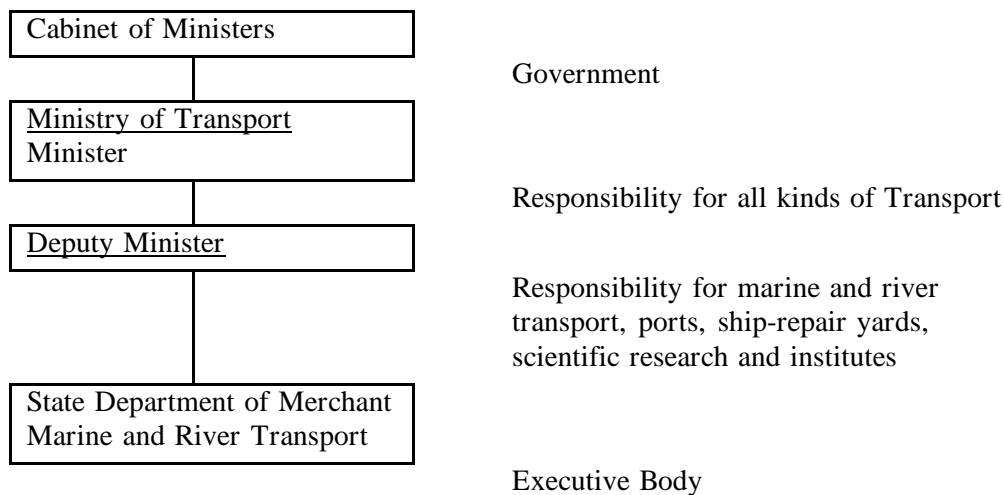 Cabinet of Ministers
Government
Ministry of Transport
Minister
Responsibility for all kinds of Transport
Deputy Minister
Responsibility for marine and river
transport, ports, ship-repair yards,
scientific research and institutes
State Department of Merchant
Marine and River Transport
Executive Body